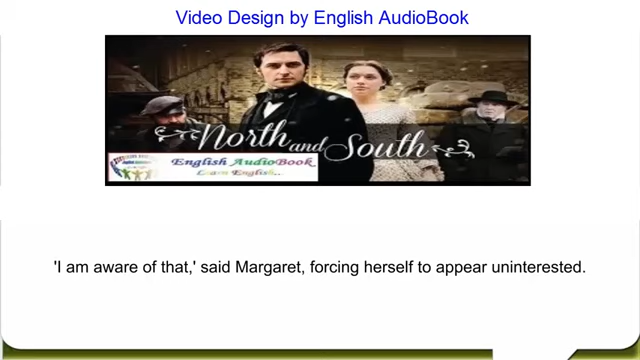 Video Design by English AudioBook
North and South
English AudioBook
Learn English...
'I am aware of that,' said Margaret, forcing herself to appear uninterested.